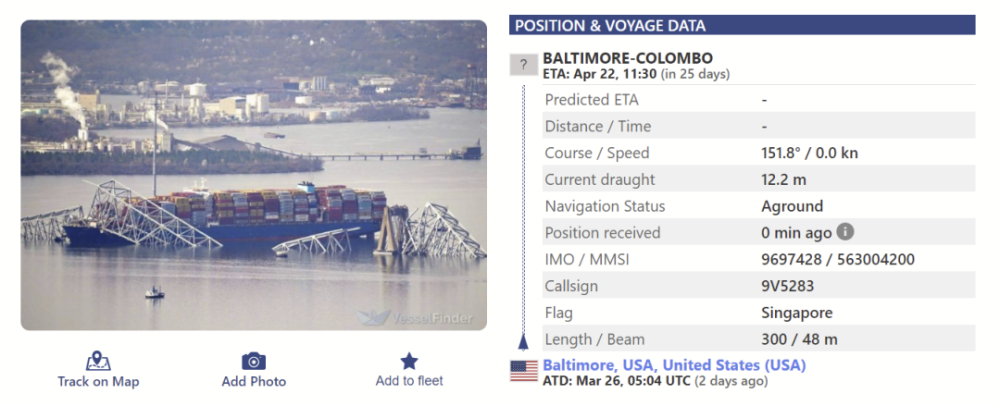 VesselFinder
Track on Map
Add Photo
Add to fleet
POSITION & VOYAGE DATA
?
BALTIMORE-COLOMBO
ETA: Apr 22, 11:30 (in 25 days)
Predicted ETA -
Distance / Time -
Course / Speed 151.8° / 0.0 kn
Current draught 12.2 m
Navigation Status Aground
Position received 0 min ago i
IMO / MMSI 9697428 / 563004200
Callsign 9V5283
Flag Singapore
Length / Beam 300 / 48 m
Baltimore, USA, United States (USA)
ATD: Mar 26, 05:04 UTC (2 days ago)